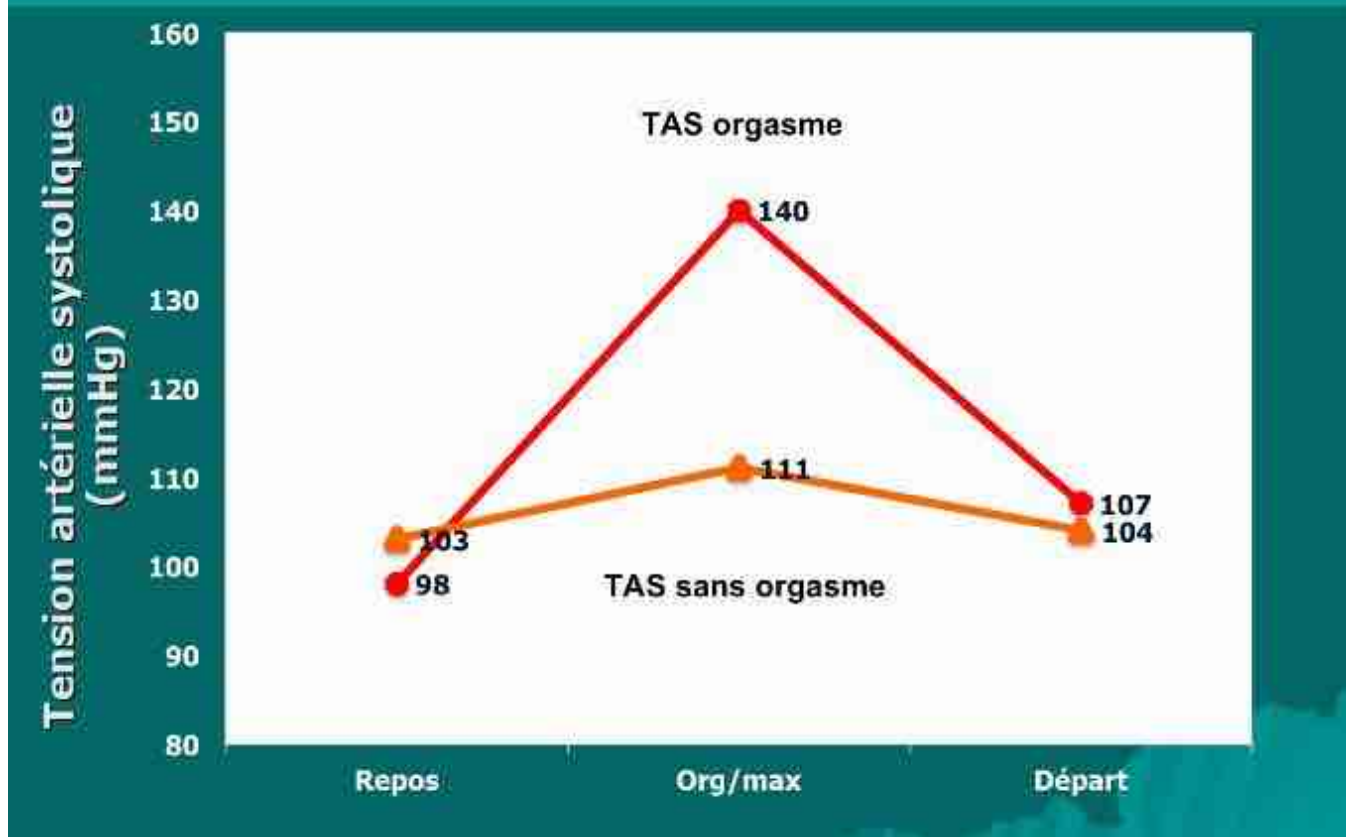 Tension artérielle systolique
(mmHg)
160
150
140
130
120
110
100
90
80
TAS orgasme
140
111
107
104
103
98
TAS sans orgasme
Repos
Org/max
Départ